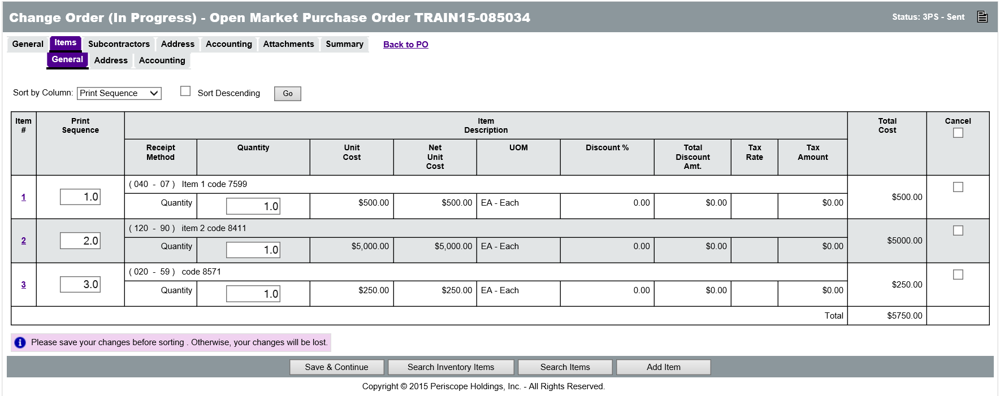 Change Order (In Progress) - Open Market Purchase Order TRAIN15-085034 Status: 3PS - Sent
General Items Subcontractors Address Accounting Attachments Summary Back to PO
General Address Accounting
Sort by Column: Print Sequence Sort Descending Go
Item # Print Sequence Item Description Total Cost Cancel
Receipt Method Quantity Unit Cost Net Unit Cost UOM Discount % Total Discount Amt. Tax Rate Tax Amount
1 1.0 ( 040 - 07 ) Item 1 code 7599 $500.00
Quantity 1.0 $500.00 $500.00 EA - Each 0.00 $0.00 $0.00
2 2.0 ( 120 - 90 ) item 2 code 8411 $5000.00
Quantity 1.0 $5,000.00 $5,000.00 EA - Each 0.00 $0.00 $0.00
3 3.0 ( 020 - 59 ) code 8571 $250.00
Quantity 1.0 $250.00 $250.00 EA - Each 0.00 $0.00 $0.00
Total $5750.00
Please save your changes before sorting . Otherwise, your changes will be lost.
Save & Continue Search Inventory Items Search Items Add Item
Copyright © 2015 Periscope Holdings, Inc. - All Rights Reserved.